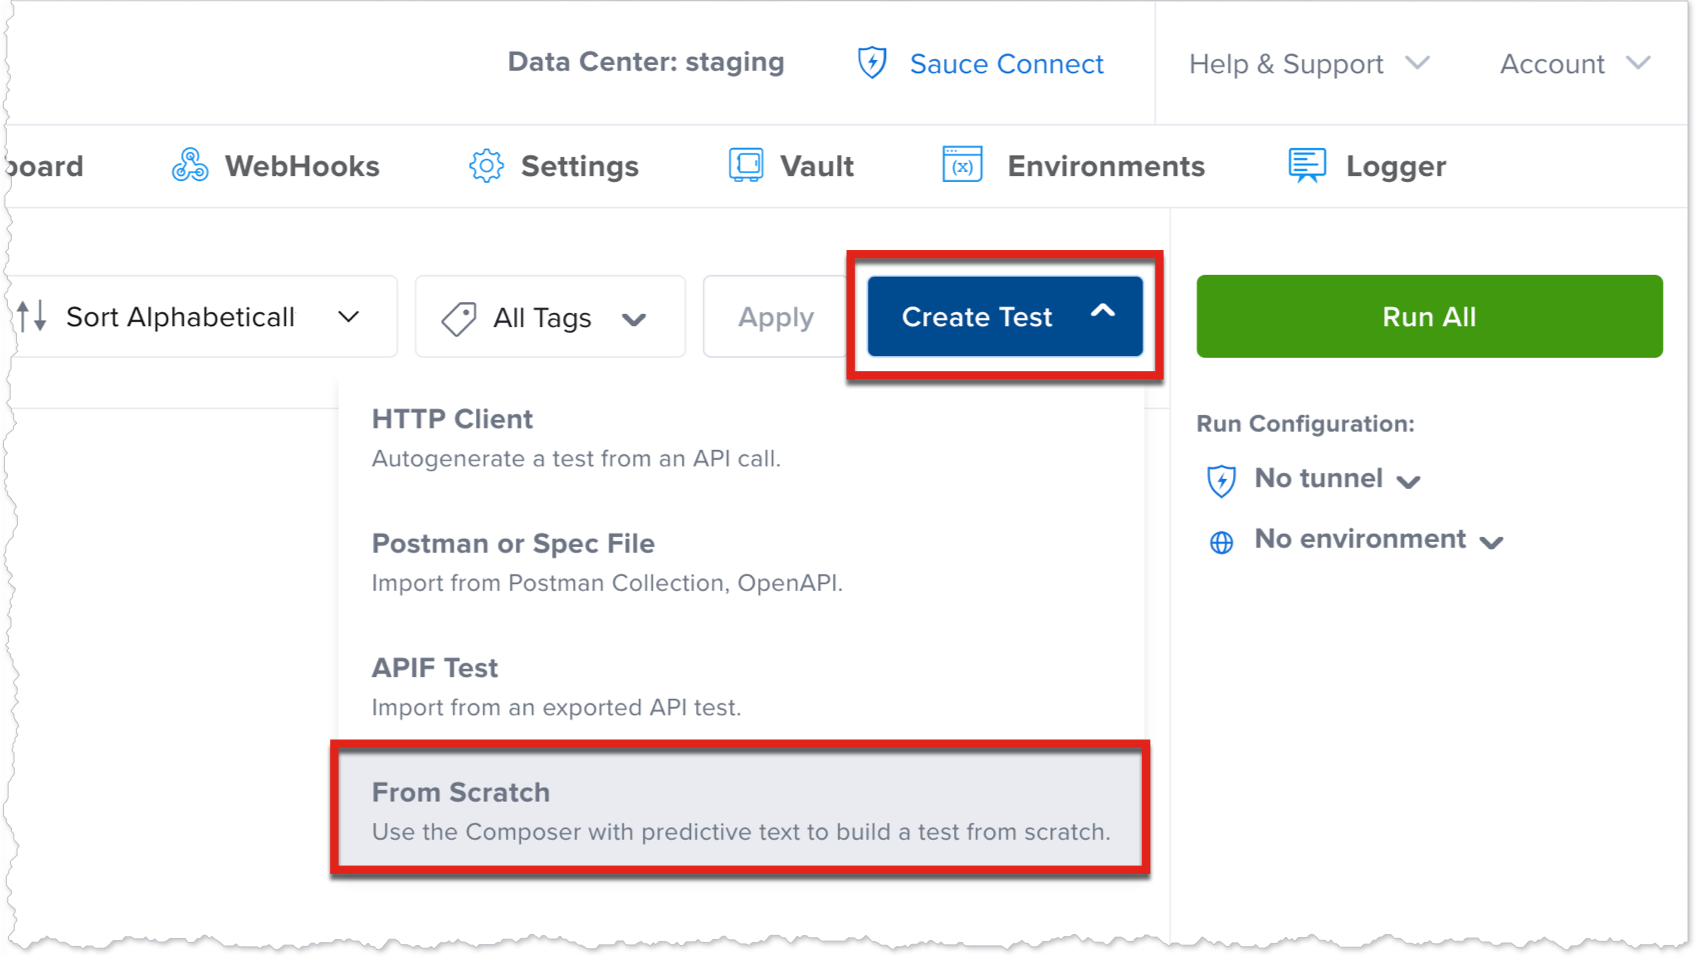 Data Center: staging
Sauce Connect
Help & Support
Account
board
WebHooks
Settings
Vault
(x)
Environments
Logger
Sort Alphabeticall
All Tags
Apply
Create Test
Run All
HTTP Client
Autogenerate a test from an API call.
Postman or Spec File
Import from Postman Collection, OpenAPI.
APIF Test
Import from an exported API test.
From Scratch
Use the Composer with predictive text to build a test from scratch.
Run Configuration:
No tunnel
No environment